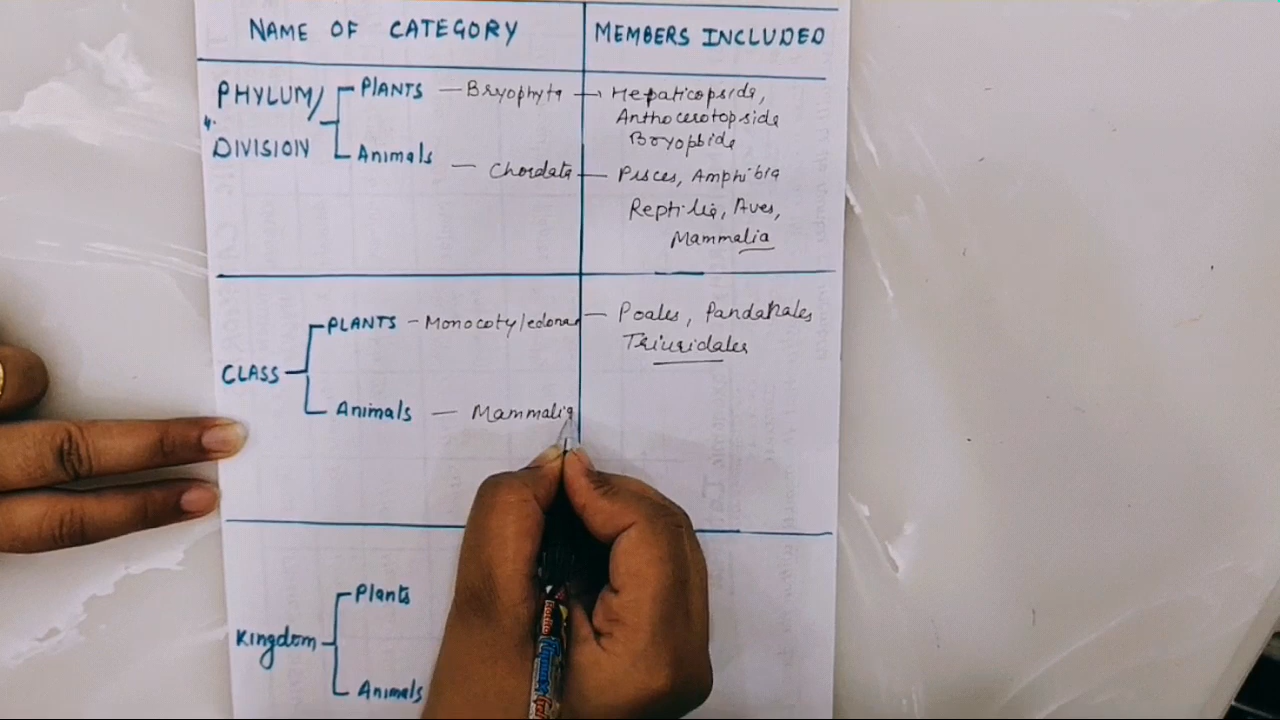 NAME OF CATEGORY MEMBERS INCLUDED
PHYLUM/ PLANTS — Bryophyta → Hepaticopsida,
Anthocerotopside
DIVISION Animals — Chordata — Pisces, Amphibia
Reptilia, Aves,
Mammalia
PLANTS – Monocotyledonae — Poales, Pandanales
Triuridales
CLASS
Animals — Mammalia
Plants
Kingdom
Animals